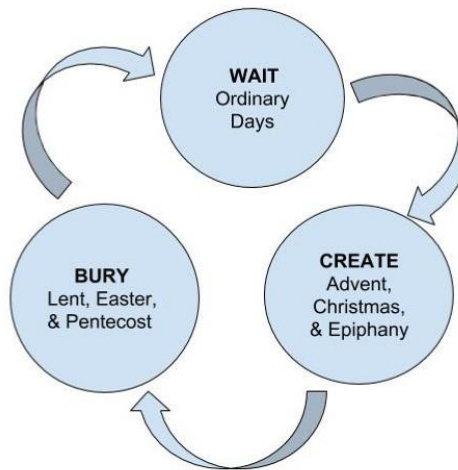 WAIT
Ordinary
Days
CREATE
Advent,
Christmas,
& Epiphany
BURY
Lent, Easter,
& Pentecost